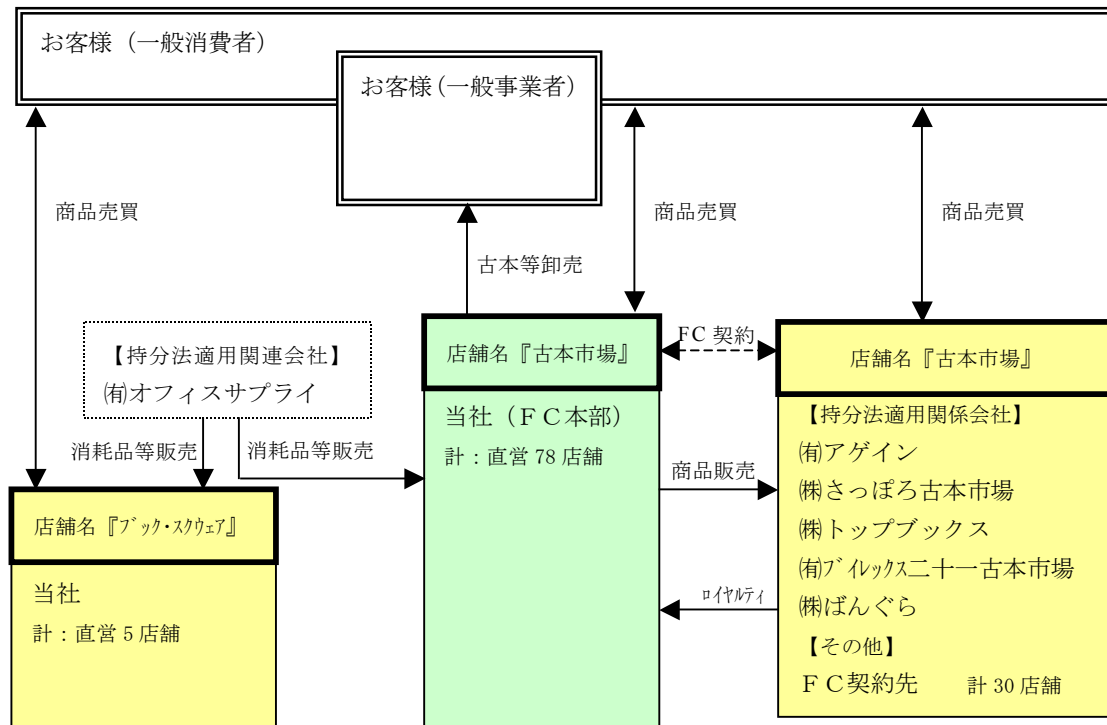 お客様（一般消費者）
お客様(一般事業者)
商品売買
商品売買
商品売買
古本等卸売
【持分法適用関連会社】
㈲オフィスサプライ
店舗名『古本市場』
FC 契約
店舗名『古本市場』
消耗品等販売
消耗品等販売
当社（ＦＣ本部）
計：直営 78 店舗
商品販売
【持分法適用関係会社】
㈲アゲイン
㈱さっぽろ古本市場
㈱トップブックス
㈲ﾌﾞｲﾚｯｸｽ二十一古本市場
㈱ばんぐら
【その他】
ＦＣ契約先　計 30 店舗
店舗名『ﾌﾞｯｸ・ｽｸｳｪｱ』
当社
計：直営 5 店舗
ﾛｲﾔﾙﾃｨ